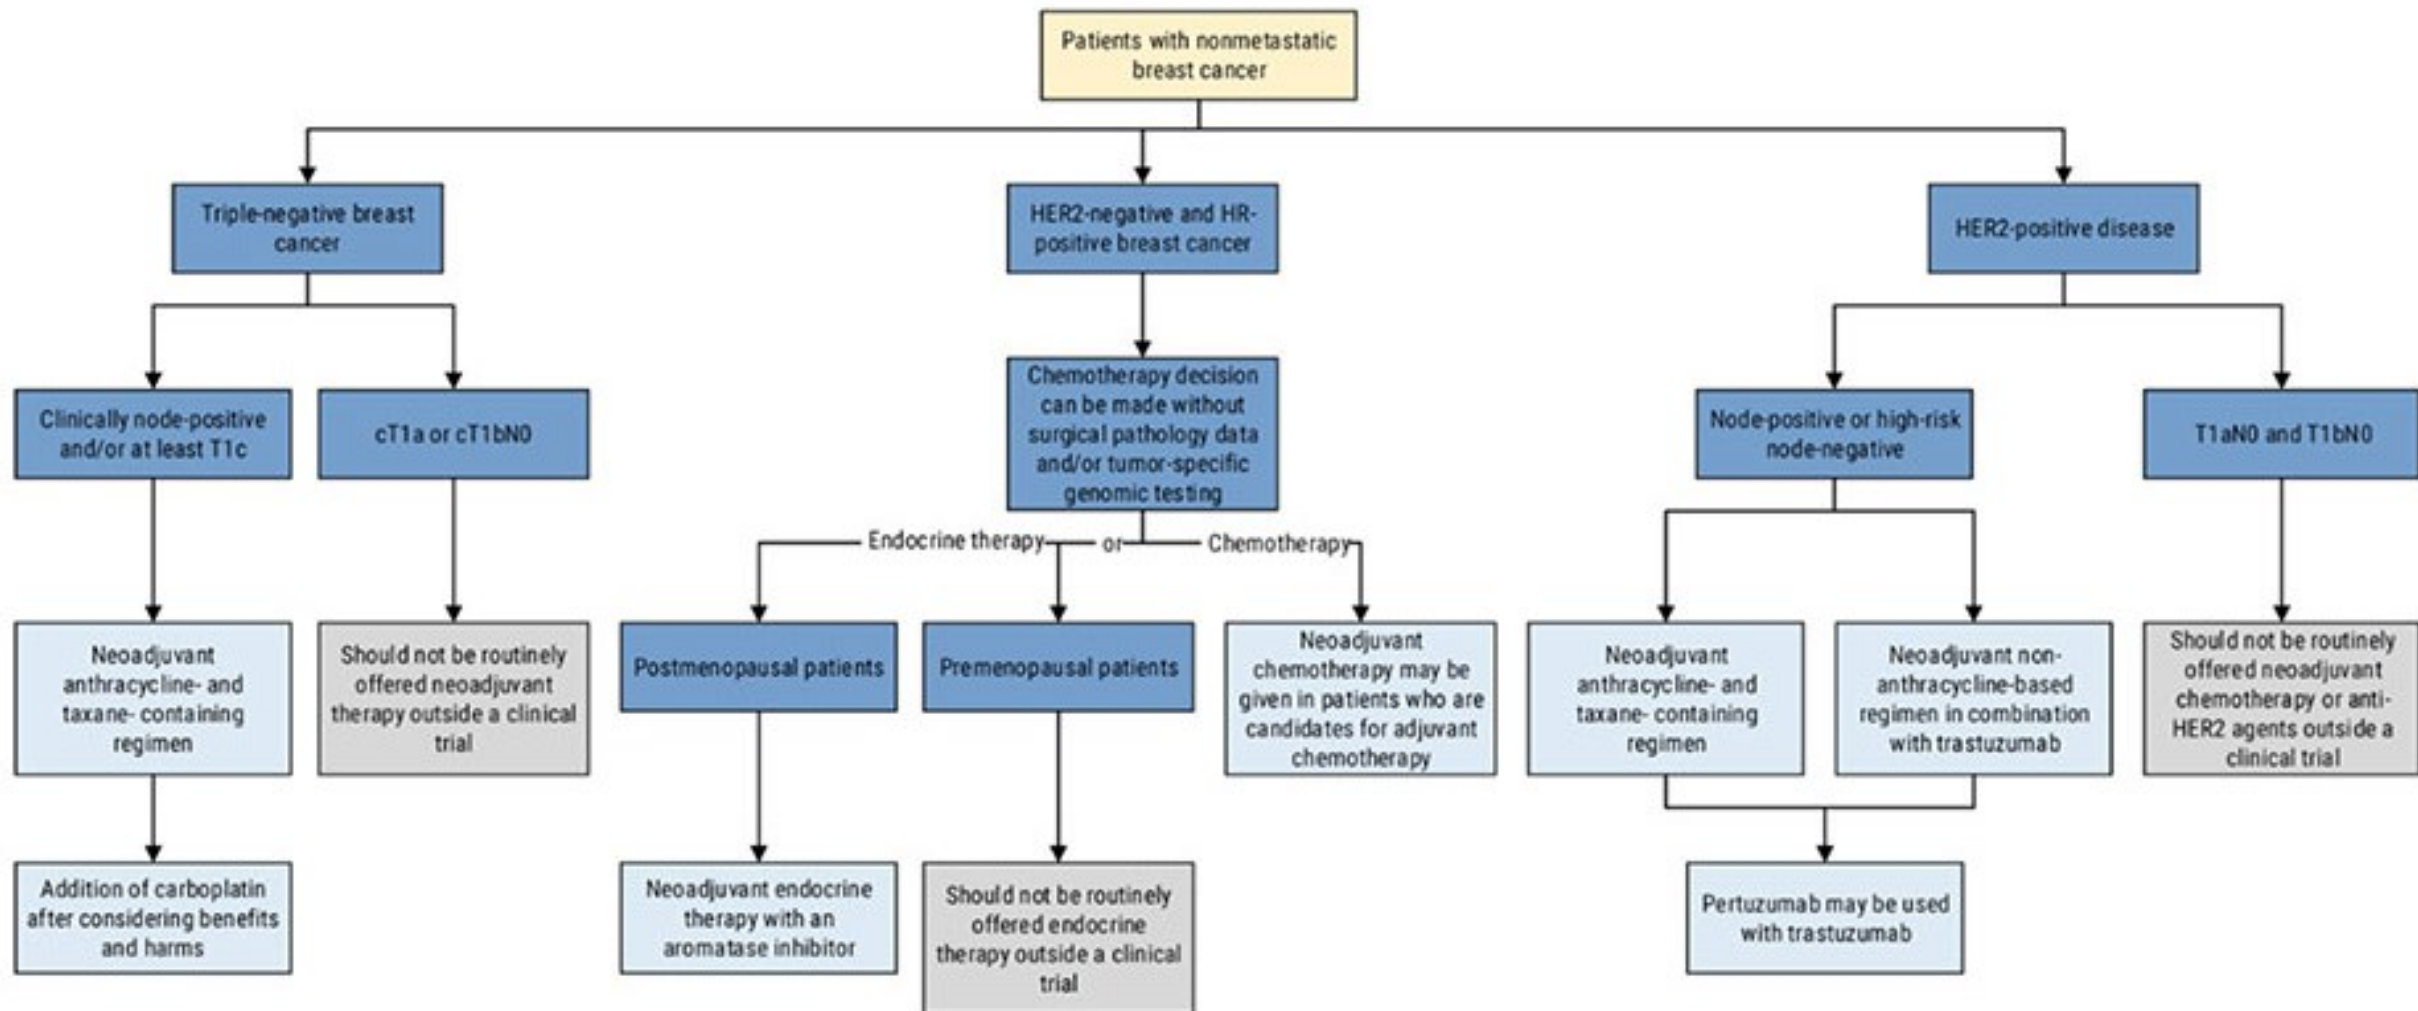 Patients with nonmetastatic
breast cancer
Triple-negative breast
cancer
HER2-negative and HR-
positive breast cancer
HER2-positive disease
Clinically node-positive
and/or at least T1c
cT1a or cT1bN0
Chemotherapy decision
can be made without
surgical pathology data
and/or tumor-specific
genomic testing
Node-positive or high-risk
node-negative
T1aN0 and T1bN0
Endocrine therapy
or
Chemotherapy
Neoadjuvant
anthracycline- and
taxane- containing
regimen
Should not be routinely
offered neoadjuvant
therapy outside a clinical
trial
Postmenopausal patients
Premenopausal patients
Neoadjuvant
chemotherapy may be
given in patients who are
candidates for adjuvant
chemotherapy
Neoadjuvant
anthracycline- and
taxane- containing
regimen
Neoadjuvant non-
anthracycline-based
regimen in combination
with trastuzumab
Should not be routinely
offered neoadjuvant
chemotherapy or anti-
HER2 agents outside a
clinical trial
Addition of carboplatin
after considering benefits
and harms
Neoadjuvant endocrine
therapy with an
aromatase inhibitor
Should not be routinely
offered endocrine
therapy outside a clinical
trial
Pertuzumab may be used
with trastuzumab